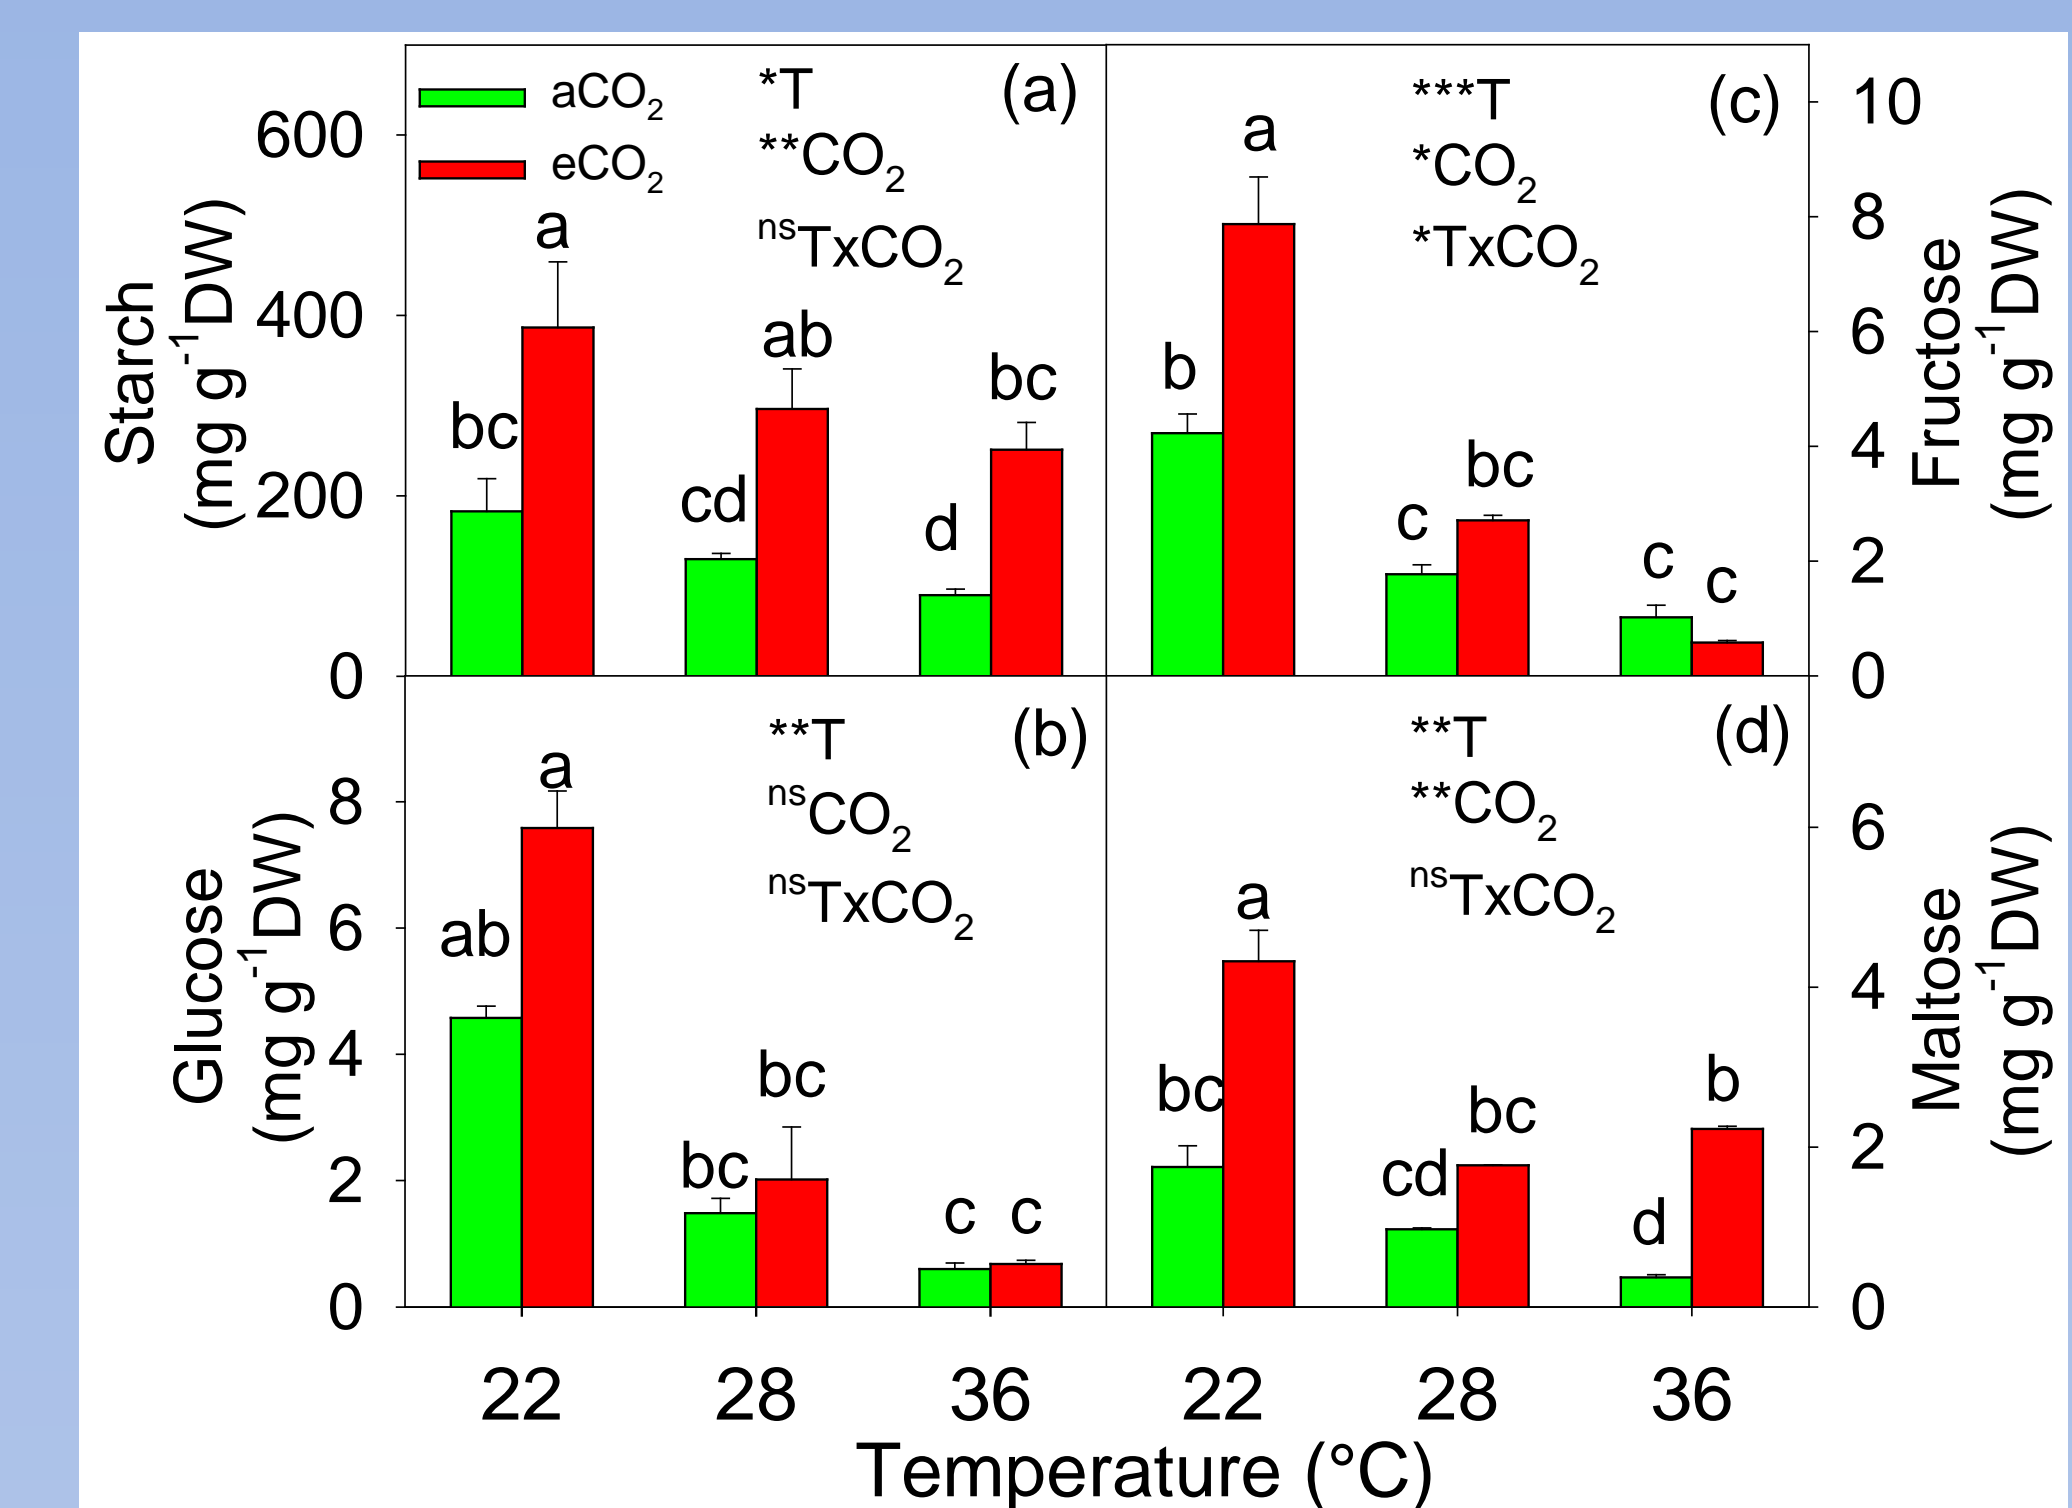 aCO₂
eCO₂
*T
**CO₂
ⁿˢTxCO₂
(a)
Starch
(mg g⁻¹DW)
600
400
200
0
bc
a
cd
ab
d
bc
***T
*CO₂
*TxCO₂
(c)
b
a
c
bc
c
c
10
8
6
4
2
0
Fructose
(mg g⁻¹DW)
**T
ⁿˢCO₂
ⁿˢTxCO₂
(b)
Glucose
(mg g⁻¹DW)
8
6
4
2
0
ab
a
bc
bc
c
c
**T
**CO₂
ⁿˢTxCO₂
(d)
bc
a
cd
bc
d
b
6
4
2
0
Maltose
(mg g⁻¹DW)
22 28 36 22 28 36
Temperature (°C)